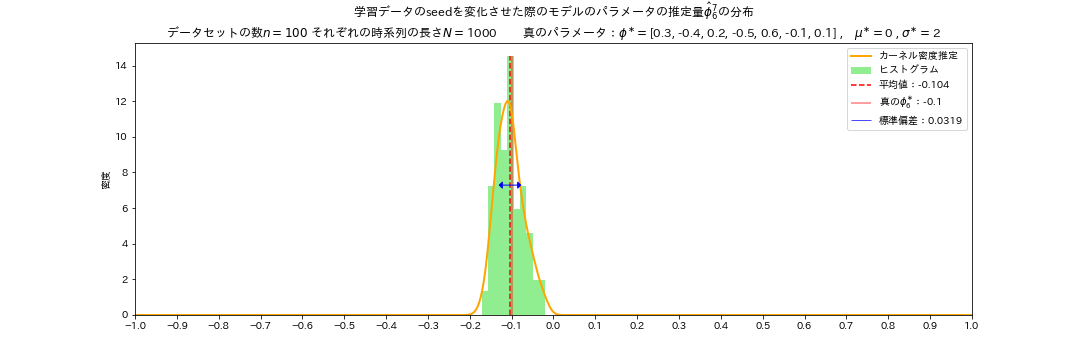 学習データのseedを変化させた際のモデルのパラメータの推定量$\hat{\phi}_6^7$の分布
データセットの数n = 100 それぞれの時系列の長さN = 1000 真のパラメータ：ϕ* = [0.3, -0.4, 0.2, -0.5, 0.6, -0.1, 0.1] , μ* = 0 , σ* = 2
カーネル密度推定
ヒストグラム
平均値：-0.104
真の$\phi_6^*$：-0.1
標準偏差：0.0319
密度
14
12
10
8
6
4
2
0
−1.0 −0.9 −0.8 −0.7 −0.6 −0.5 −0.4 −0.3 −0.2 −0.1 0.0 0.1 0.2 0.3 0.4 0.5 0.6 0.7 0.8 0.9 1.0